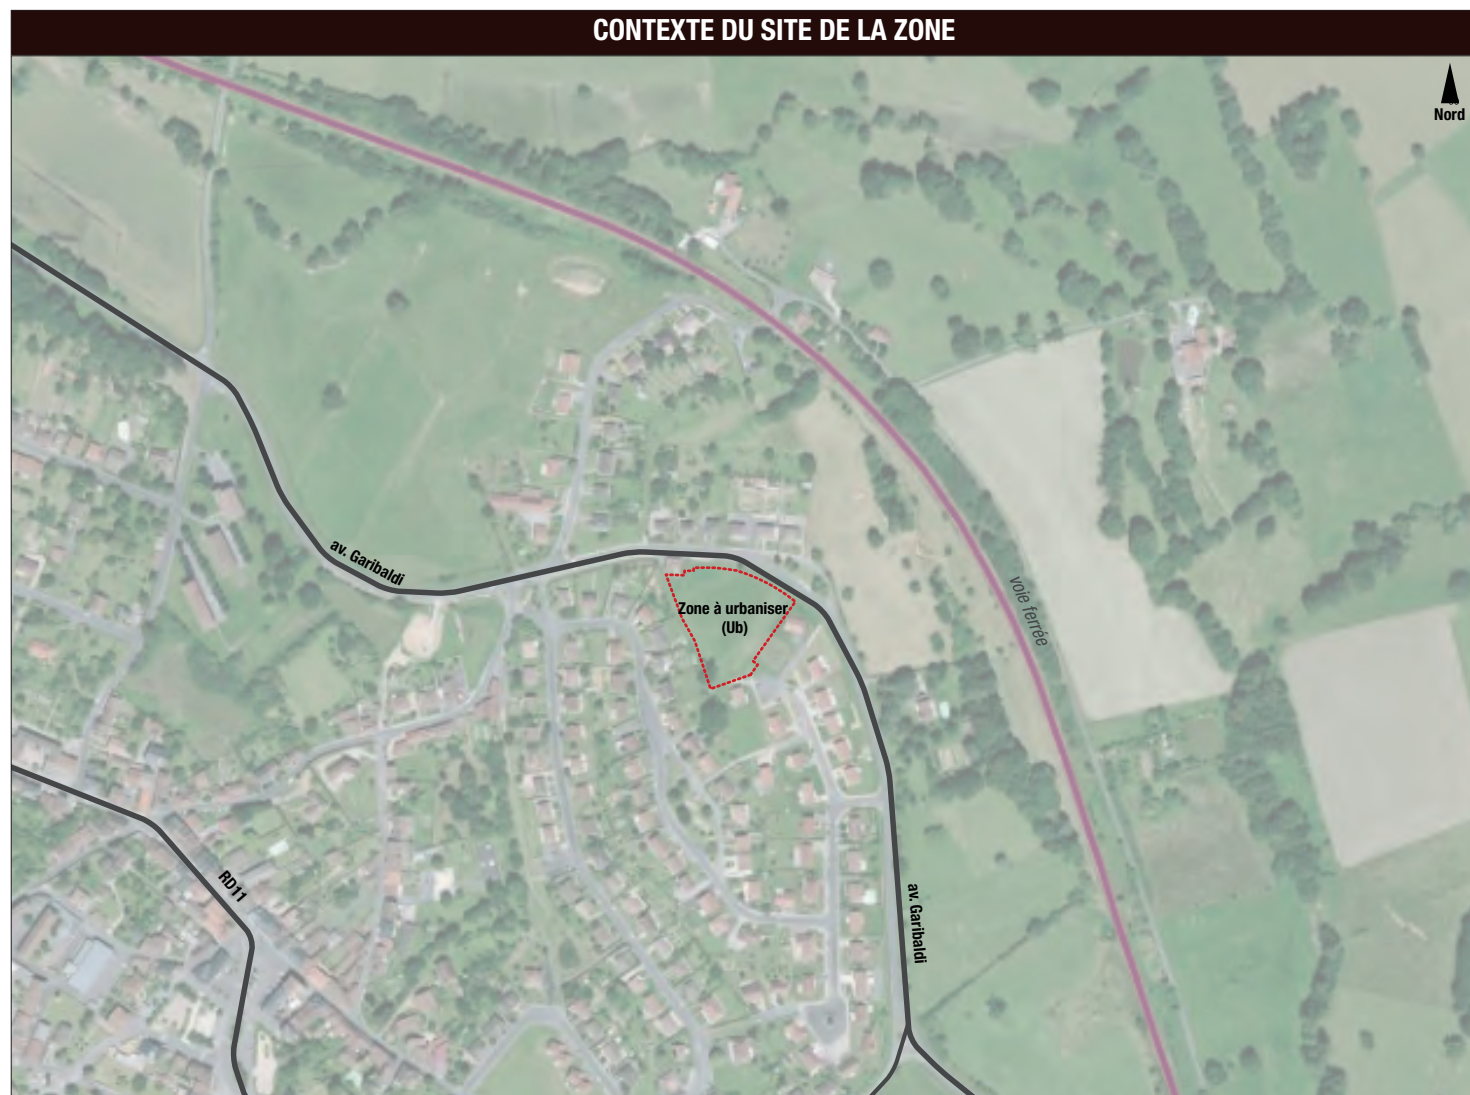 CONTEXTE DU SITE DE LA ZONE
Nord
av. Garibaldi
Zone à urbaniser
(Ub)
voie ferrée
RD11
av. Garibaldi